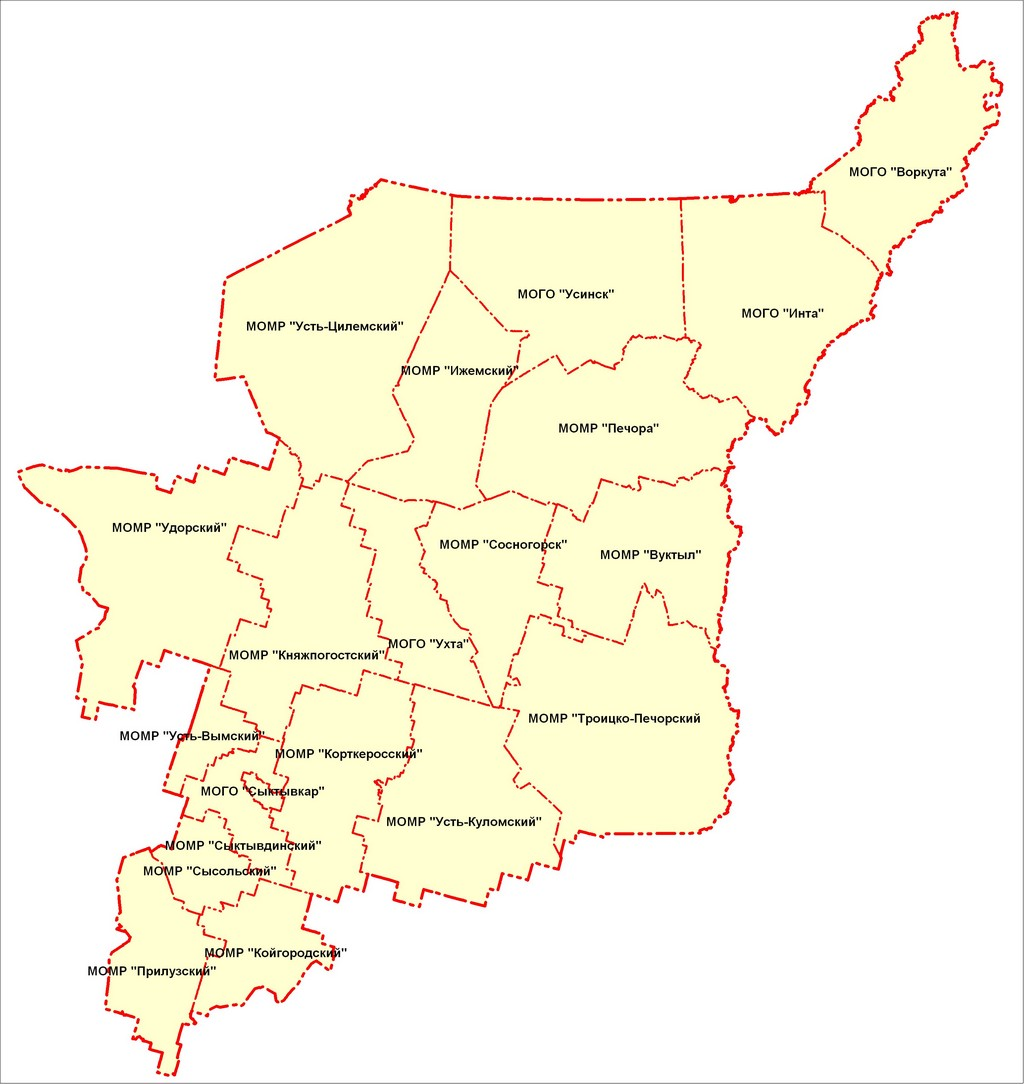 МОГО "Воркута"
МОГО "Усинск"
МОГО "Инта"
МОМР "Усть-Цилемский"
МОМР "Ижемский"
МОМР "Печора"
МОМР "Удорский"
МОМР "Сосногорск"
МОМР "Вуктыл"
МОГО "Ухта"
МОМР "Княжпогостский"
МОМР "Троицко-Печорский
МОМР "Усть-Вымский"
МОМР "Корткеросский"
МОГО "Сыктывкар"
МОМР "Усть-Куломский"
МОМР "Сыктывдинский"
МОМР "Сысольский"
МОМР "Койгородский"
МОМР "Прилузский"